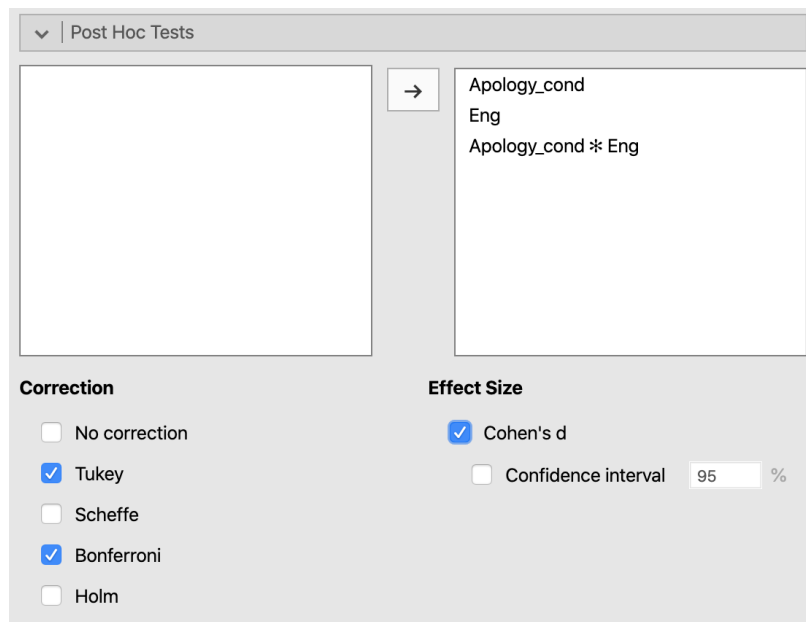 Post Hoc Tests
→
Apology_cond
Eng
Apology_cond ✻ Eng
Correction
Effect Size
No correction
Cohen's d
Tukey
Confidence interval 95 %
Scheffe
Bonferroni
Holm